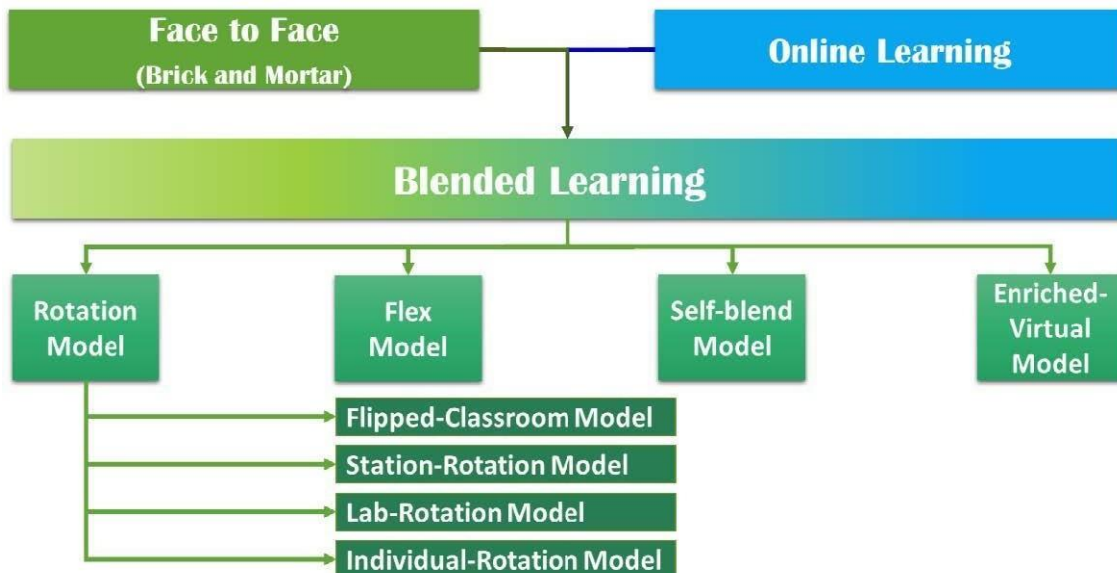 Face to Face
(Brick and Mortar)
Online Learning
Blended Learning
Rotation
Model
Flex
Model
Self-blend
Model
Enriched-
Virtual
Model
Flipped-Classroom Model
Station-Rotation Model
Lab-Rotation Model
Individual-Rotation Model